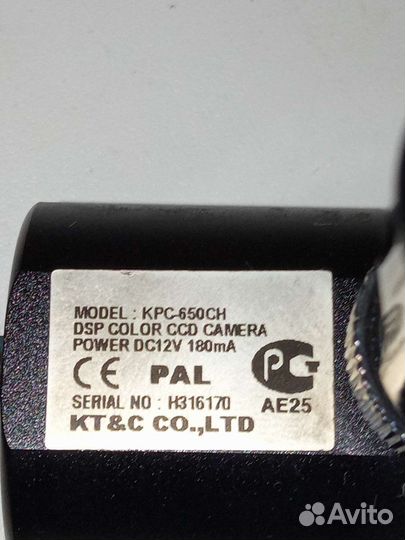 MODEL : KPC-650CH
DSP COLOR CCD CAMERA
POWER DC12V 180mA
CE PAL PCT
SERIAL NO : H316170 AE25
KT&C CO.,LTD
Avito